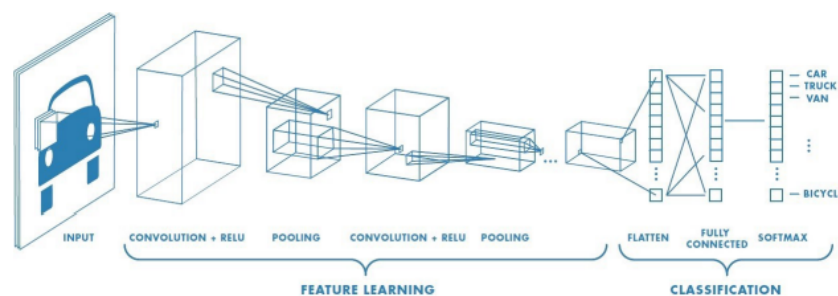 CAR
TRUCK
VAN
BICYCL
INPUT
CONVOLUTION + RELU
POOLING
CONVOLUTION + RELU
POOLING
FLATTEN
FULLY
CONNECTED
SOFTMAX
FEATURE LEARNING
CLASSIFICATION